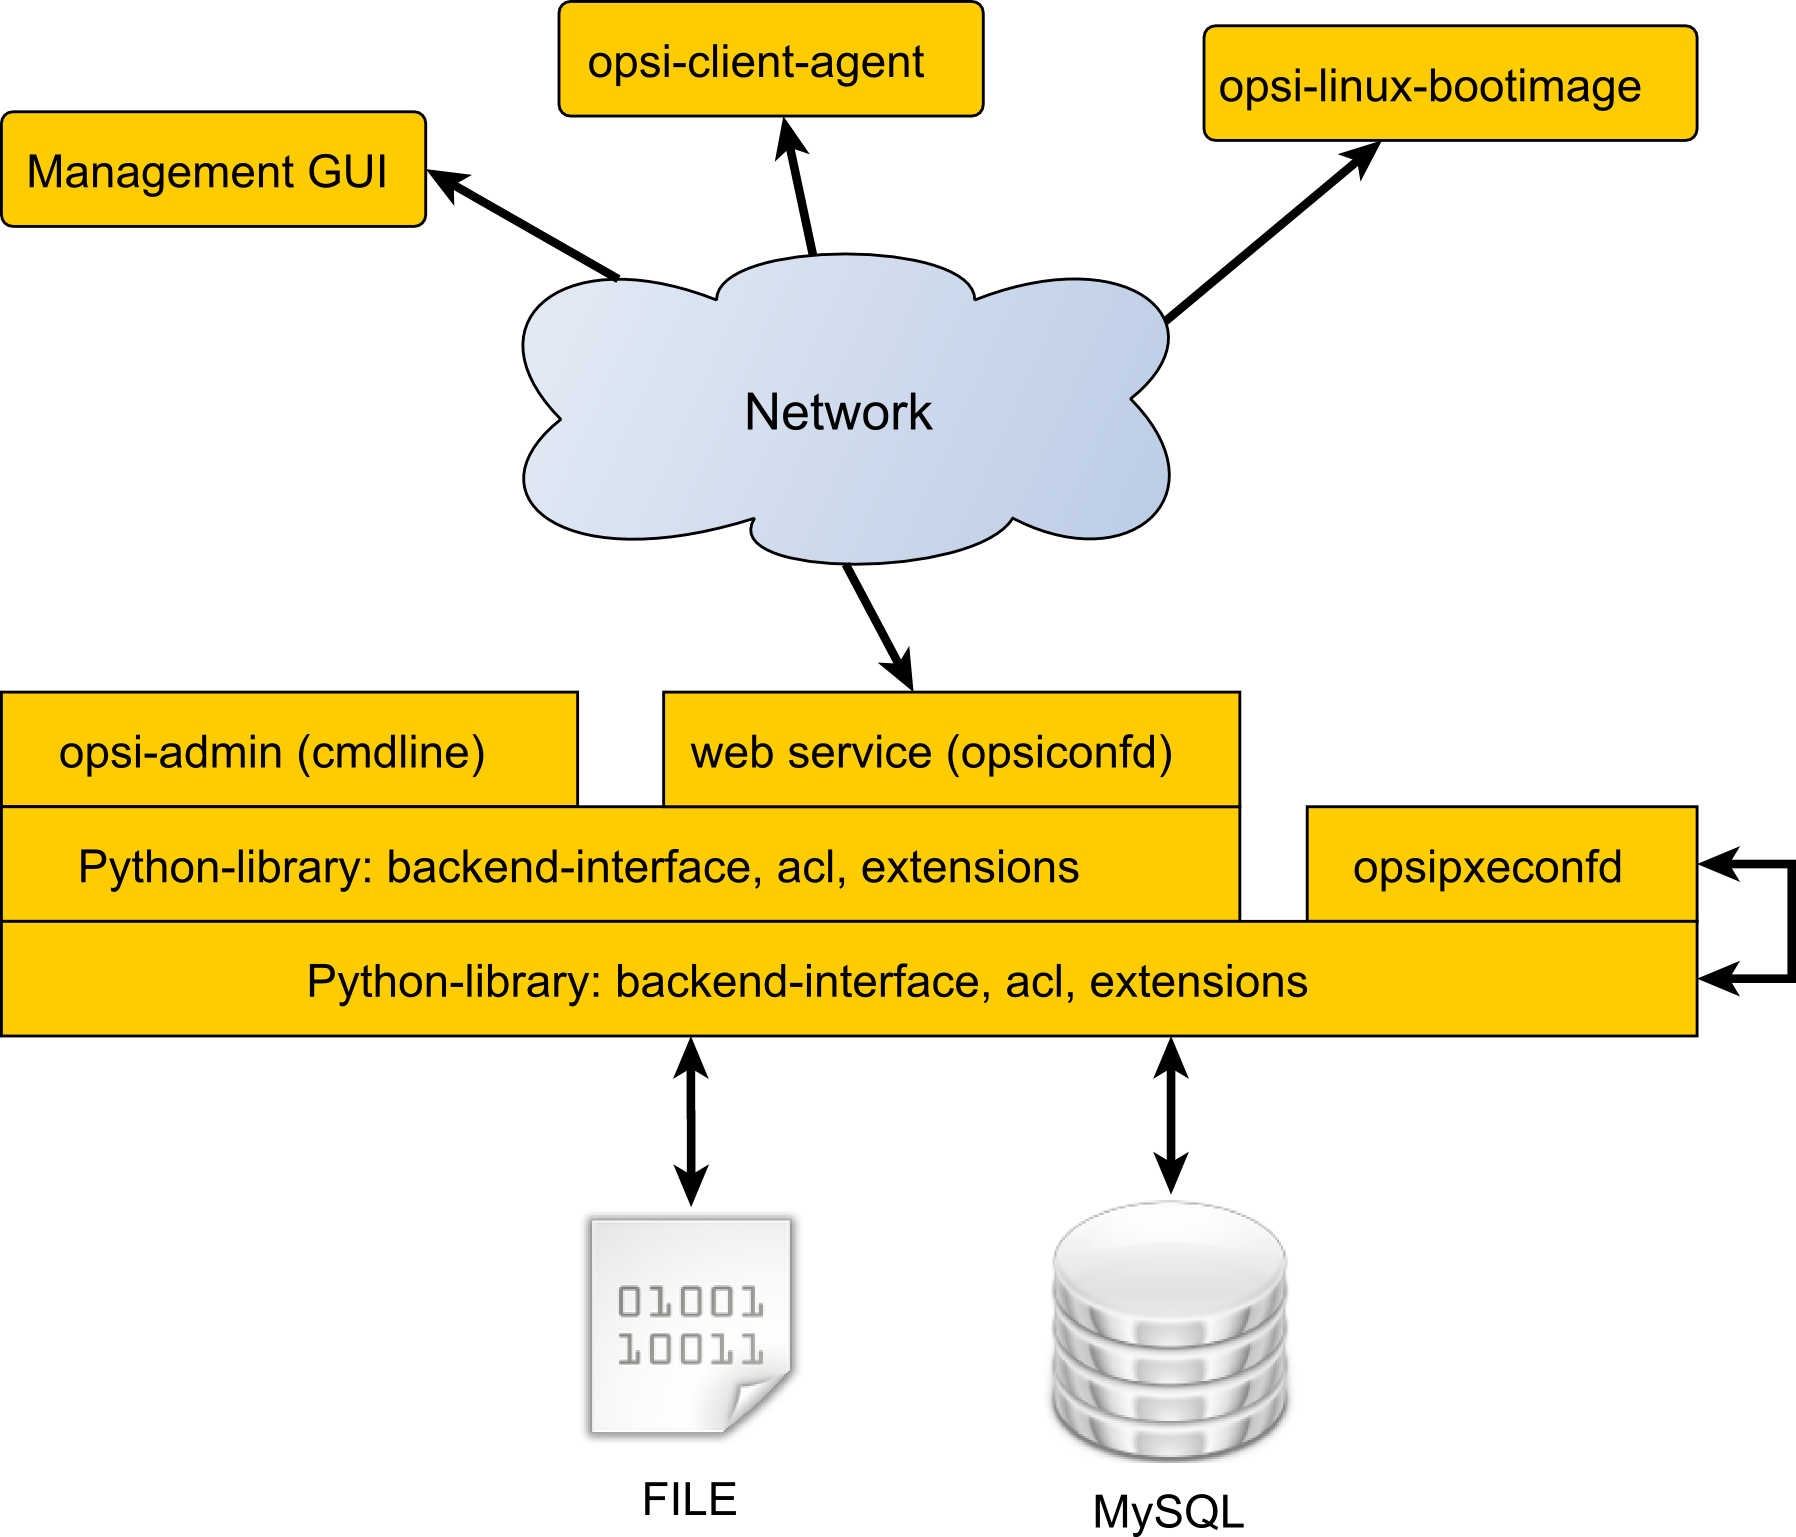 opsi-client-agent
opsi-linux-bootimage
Management GUI
Network
opsi-admin (cmdline)
web service (opsiconfd)
Python-library: backend-interface, acl, extensions
opsipxeconfd
Python-library: backend-interface, acl, extensions
01001
10011
FILE
MySQL